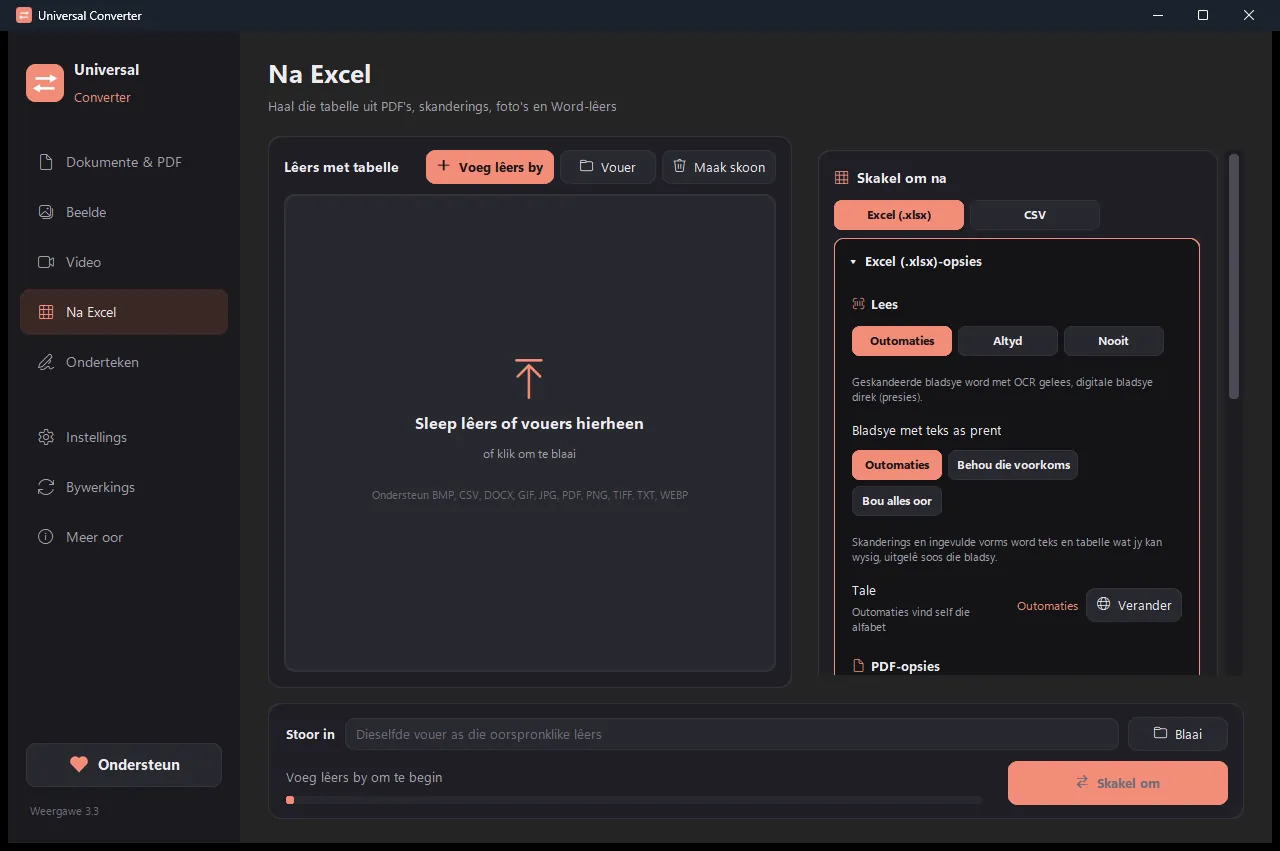 Universal Converter
Universal
Converter
Dokumente & PDF
Beelde
Video
Na Excel
Onderteken
Instellings
Bywerkings
Meer oor
Ondersteun
Weergawe 3.3
Na Excel
Haal die tabelle uit PDF's, skanderings, foto's en Word-lêers
Lêers met tabelle
Voeg lêers by
Vouer
Maak skoon
Sleep lêers of vouers hierheen
of klik om te blaai
Ondersteun BMP, CSV, DOCX, GIF, JPG, PDF, PNG, TIFF, TXT, WEBP
Skakel om na
Excel (.xlsx)
CSV
Excel (.xlsx)-opsies
Lees
Outomaties
Altyd
Nooit
Geskandeerde bladsye word met OCR gelees, digitale bladsye
direk (presies).
Bladsye met teks as prent
Outomaties
Behou die voorkoms
Bou alles oor
Skanderings en ingevulde vorms word teks en tabelle wat jy kan
wysig, uitgelê soos die bladsy.
Tale
Outomaties vind self die
alfabet
Outomaties
Verander
PDF-opsies
Stoor in
Dieselfde vouer as die oorspronklike lêers
Blaai
Voeg lêers by om te begin
Skakel om